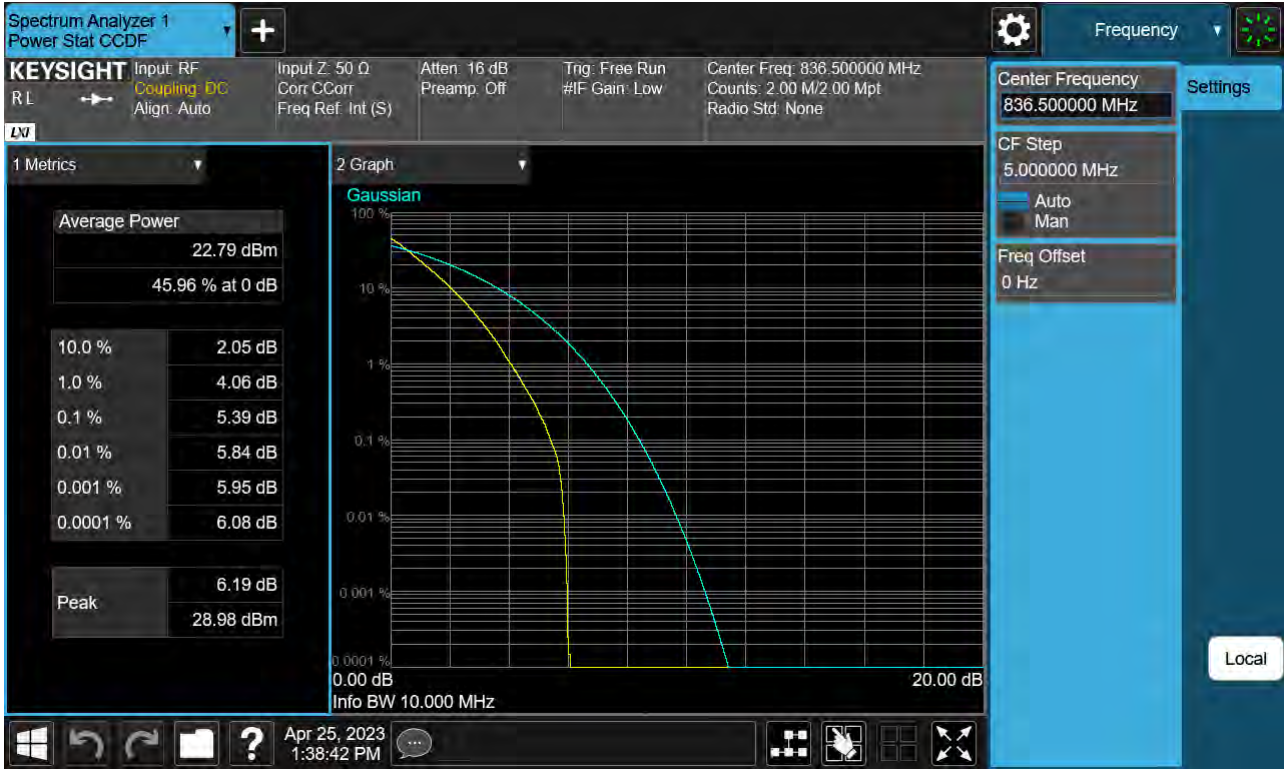 Spectrum Analyzer 1
Power Stat CCDF
+
Frequency
KEYSIGHT
R L
LXI
Input: RF
Coupling: DC
Align: Auto
Input Z: 50 Ω
Corr CCorr
Freq Ref: Int (S)
Atten: 16 dB
Preamp: Off
Trig: Free Run
#IF Gain: Low
Center Freq: 836.500000 MHz
Counts: 2.00 M/2.00 Mpt
Radio Std: None
Center Frequency
836.500000 MHz
Settings
CF Step
5.000000 MHz
Auto
Man
Freq Offset
0 Hz
Local
1 Metrics
Average Power
22.79 dBm
45.96 % at 0 dB
10.0 % 2.05 dB
1.0 % 4.06 dB
0.1 % 5.39 dB
0.01 % 5.84 dB
0.001 % 5.95 dB
0.0001 % 6.08 dB
Peak
6.19 dB
28.98 dBm
2 Graph
Gaussian
100 %
10 %
1 %
0.1 %
0.01 %
0.001 %
0.0001 %
0.00 dB 20.00 dB
Info BW 10.000 MHz
?
Apr 25, 2023
1:38:42 PM